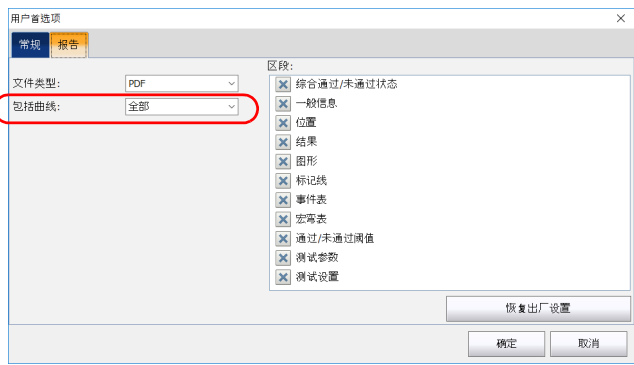 用户首选项
常规 报告
文件类型: PDF
包括曲线: 全部
区段:
综合通过/未通过状态
一般信息
位置
结果
图形
标记线
事件表
宏弯表
通过/未通过阈值
测试参数
测试设置
恢复出厂设置
确定 取消